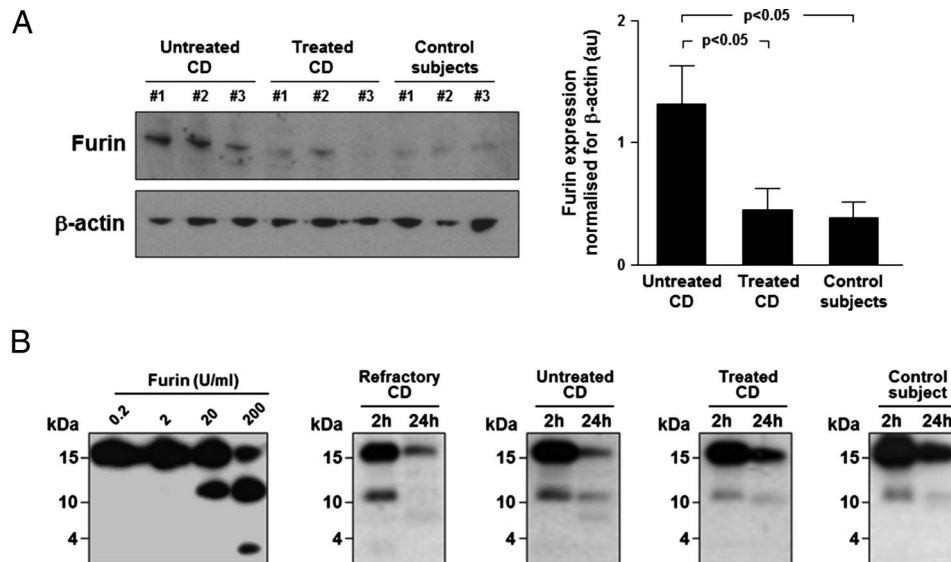 A
Untreated CD
Treated CD
Control subjects
#1 #2 #3 #1 #2 #3 #1 #2 #3
Furin
β-actin
Furin expression
normalised for β-actin (au)
2
1
0
p<0.05
p<0.05
Untreated CD
Treated CD
Control subjects
B
Furin (U/ml)
0.2 2 20 200
kDa
15
10
4
Refractory CD
2h 24h
kDa
15
10
4
Untreated CD
2h 24h
kDa
15
10
4
Treated CD
2h 24h
kDa
15
10
4
Control subject
2h 24h
kDa
15
10
4